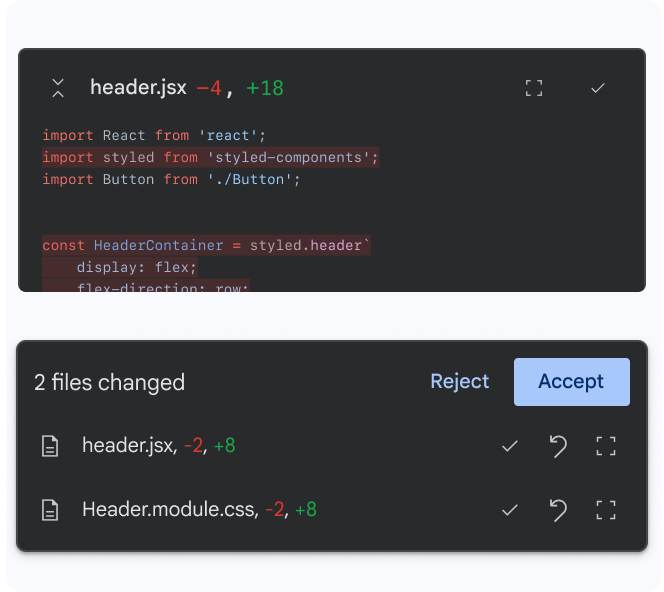 header.jsx −4, +18
import React from 'react';
import styled from 'styled-components';
import Button from './Button';
const HeaderContainer = styled.header`
display: flex;
flex-direction: row;
2 files changed
Reject
Accept
header.jsx, -2, +8
Header.module.css, -2, +8